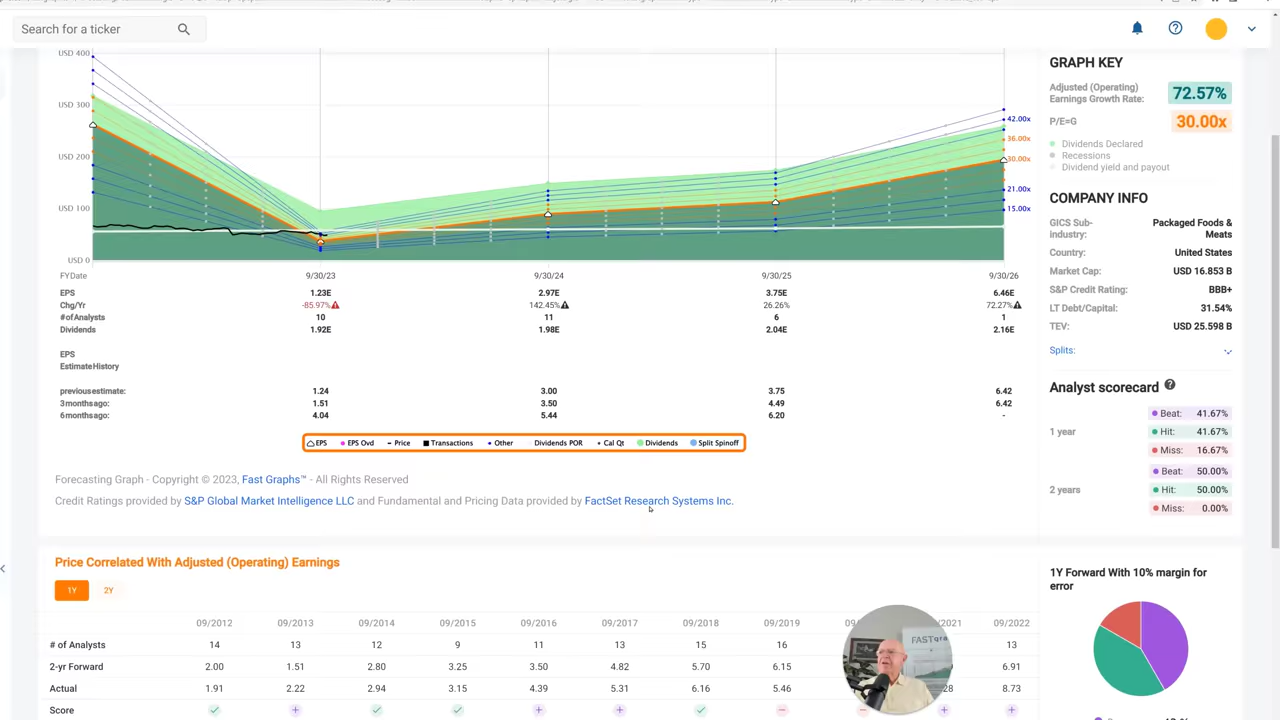 Search for a ticker
USD 400
USD 300
USD 200
USD 100
USD 0
42.00x
36.00x
30.00x
21.00x
15.00x
FY Date 9/30/23 9/30/24 9/30/25 9/30/26
EPS 1.23E 2.97E 3.75E 6.46E
Chg/Yr -85.97% 142.45% 26.26% 72.27%
# of Analysts 10 11 6 1
Dividends 1.92E 1.98E 2.04E 2.16E
EPS
Estimate History
previous estimate: 1.24 3.00 3.75 6.42
3 months ago: 1.51 3.50 4.49 6.42
6 months ago: 4.04 5.44 6.20 -
EPS EPS Ovd Price Transactions Other Dividends POR Cal Qt Dividends Split Spinoff
Forecasting Graph - Copyright © 2023, Fast Graphs™ - All Rights Reserved
Credit Ratings provided by S&P Global Market Intelligence LLC and Fundamental and Pricing Data provided by FactSet Research Systems Inc.
GRAPH KEY
Adjusted (Operating)
Earnings Growth Rate: 72.57%
P/E=G 30.00x
Dividends Declared
Recessions
Dividend yield and payout
COMPANY INFO
GICS Sub-industry: Packaged Foods & Meats
Country: United States
Market Cap: USD 16.853 B
S&P Credit Rating: BBB+
LT Debt/Capital: 31.54%
TEV: USD 25.598 B
Splits:
Analyst scorecard
1 year
Beat: 41.67%
Hit: 41.67%
Miss: 16.67%
2 years
Beat: 50.00%
Hit: 50.00%
Miss: 0.00%
Price Correlated With Adjusted (Operating) Earnings
1Y 2Y
09/2012 09/2013 09/2014 09/2015 09/2016 09/2017 09/2018 09/2019 2021 09/2022
# of Analysts 14 13 12 9 11 13 15 16 13
2-yr Forward 2.00 1.51 2.80 3.25 3.50 4.82 5.70 6.15 6.91
Actual 1.91 2.22 2.94 3.15 4.39 5.31 6.16 5.46 28 8.73
Score
FASTgra
1Y Forward With 10% margin for
error